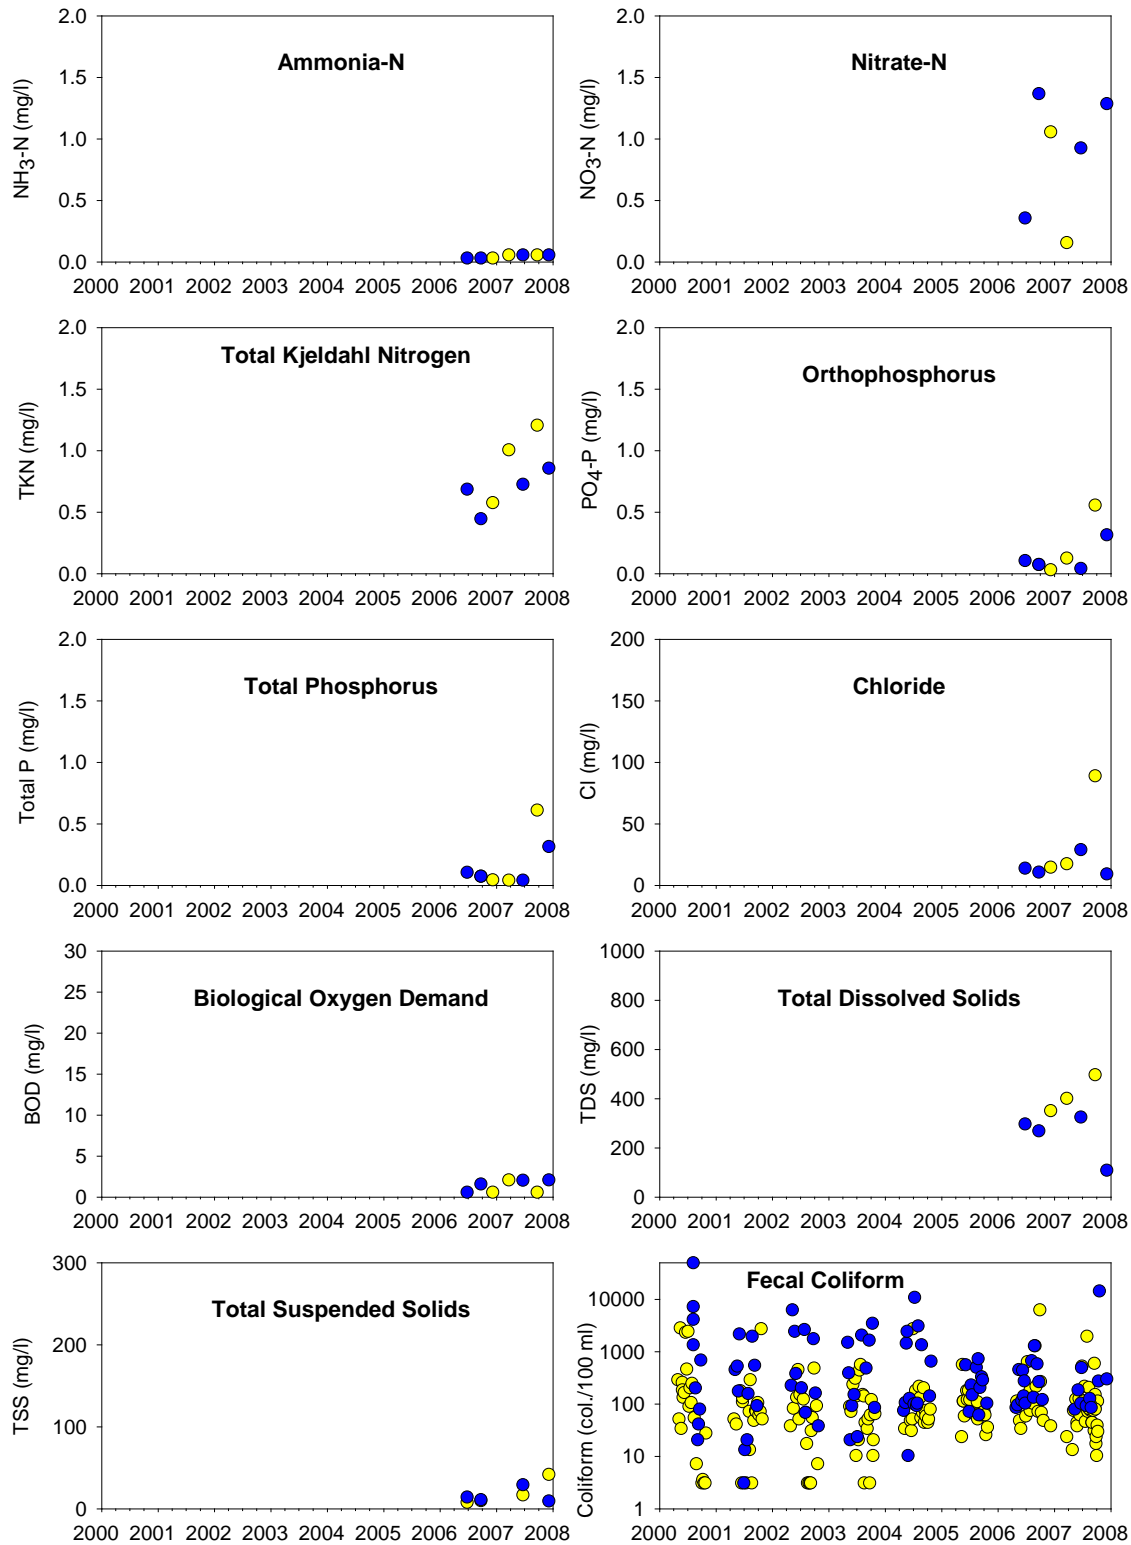 Ammonia-N
NH3-N (mg/l)
2.0
1.5
1.0
0.5
0.0
2000 2001 2002 2003 2004 2005 2006 2007 2008
Nitrate-N
NO3-N (mg/l)
2.0
1.5
1.0
0.5
0.0
2000 2001 2002 2003 2004 2005 2006 2007 2008
Total Kjeldahl Nitrogen
TKN (mg/l)
2.0
1.5
1.0
0.5
0.0
2000 2001 2002 2003 2004 2005 2006 2007 2008
Orthophosphorus
PO4-P (mg/l)
2.0
1.5
1.0
0.5
0.0
2000 2001 2002 2003 2004 2005 2006 2007 2008
Total Phosphorus
Total P (mg/l)
2.0
1.5
1.0
0.5
0.0
2000 2001 2002 2003 2004 2005 2006 2007 2008
Chloride
Cl (mg/l)
200
150
100
50
0
2000 2001 2002 2003 2004 2005 2006 2007 2008
Biological Oxygen Demand
BOD (mg/l)
30
25
20
15
10
5
0
2000 2001 2002 2003 2004 2005 2006 2007 2008
Total Dissolved Solids
TDS (mg/l)
1000
800
600
400
200
0
2000 2001 2002 2003 2004 2005 2006 2007 2008
Total Suspended Solids
TSS (mg/l)
300
200
100
0
2000 2001 2002 2003 2004 2005 2006 2007 2008
Fecal Coliform
Coliform (col./100 ml)
10000
1000
100
10
1
2000 2001 2002 2003 2004 2005 2006 2007 2008